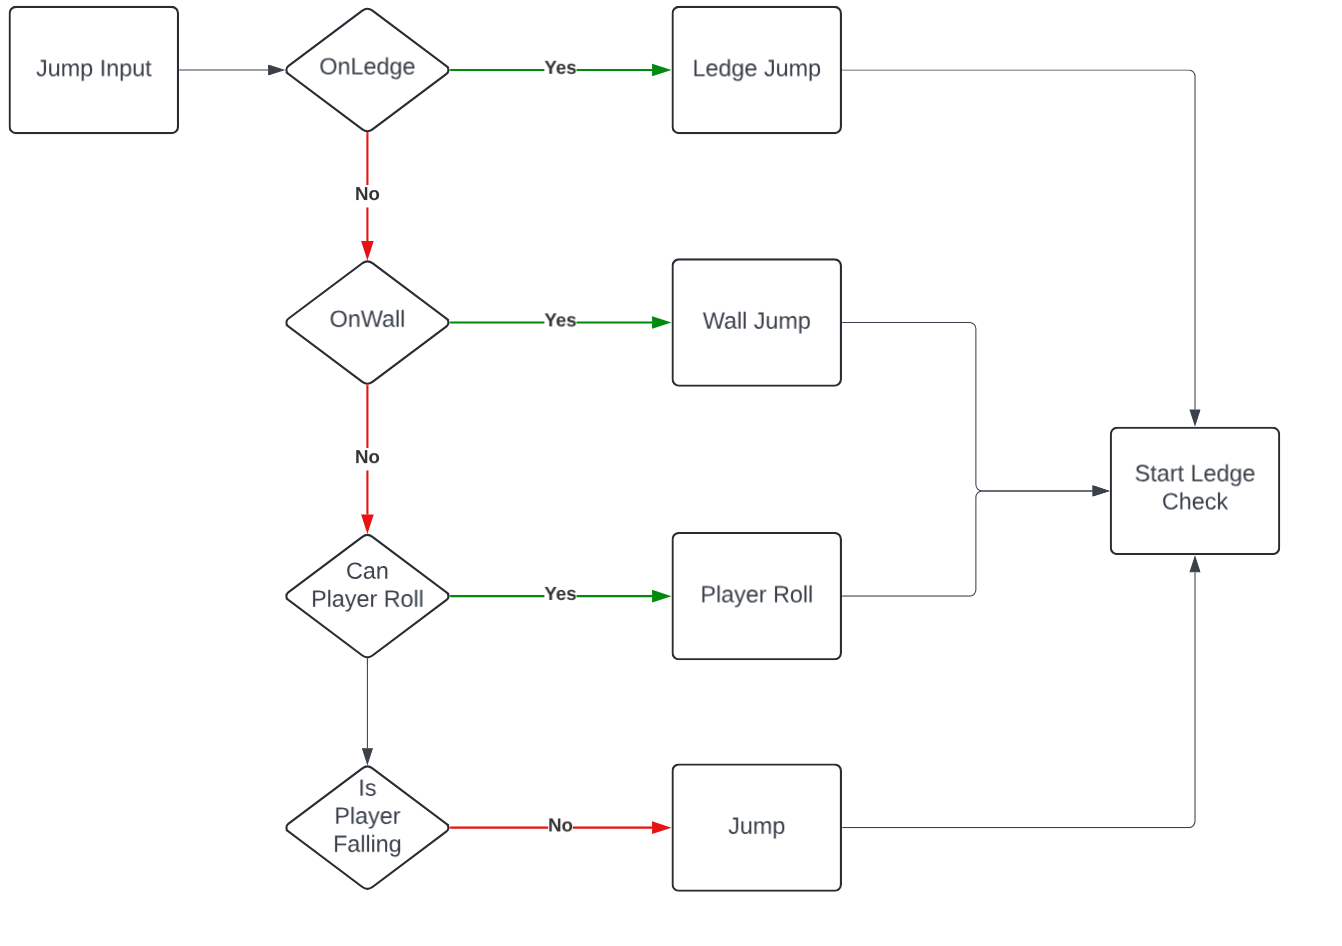 Jump Input
OnLedge
Yes
Ledge Jump
No
OnWall
Yes
Wall Jump
No
Start Ledge
Check
Can
Player Roll
Yes
Player Roll
Is
Player
Falling
No
Jump